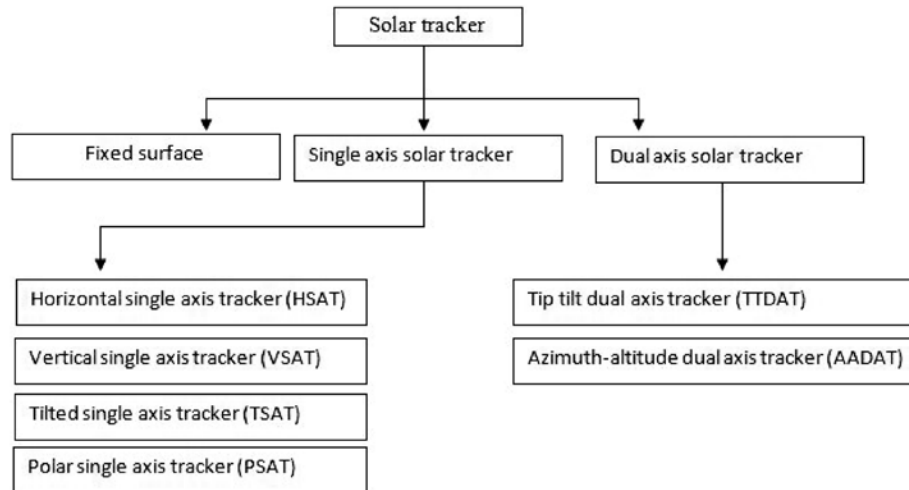 Solar tracker
Fixed surface
Single axis solar tracker
Dual axis solar tracker
Horizontal single axis tracker (HSAT)
Vertical single axis tracker (VSAT)
Tilted single axis tracker (TSAT)
Polar single axis tracker (PSAT)
Tip tilt dual axis tracker (TTDAT)
Azimuth-altitude dual axis tracker (AADAT)